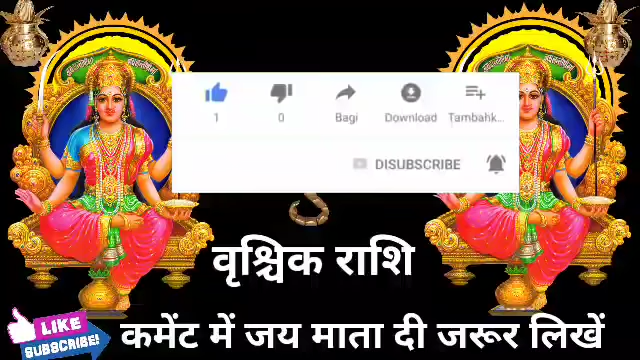 1 0 Bagi Download Tambahk...
DISUBSCRIBE
वृश्चिक राशि
LIKE
SUBSCRIBE!
कमेंट में जय माता दी जरूर लिखें